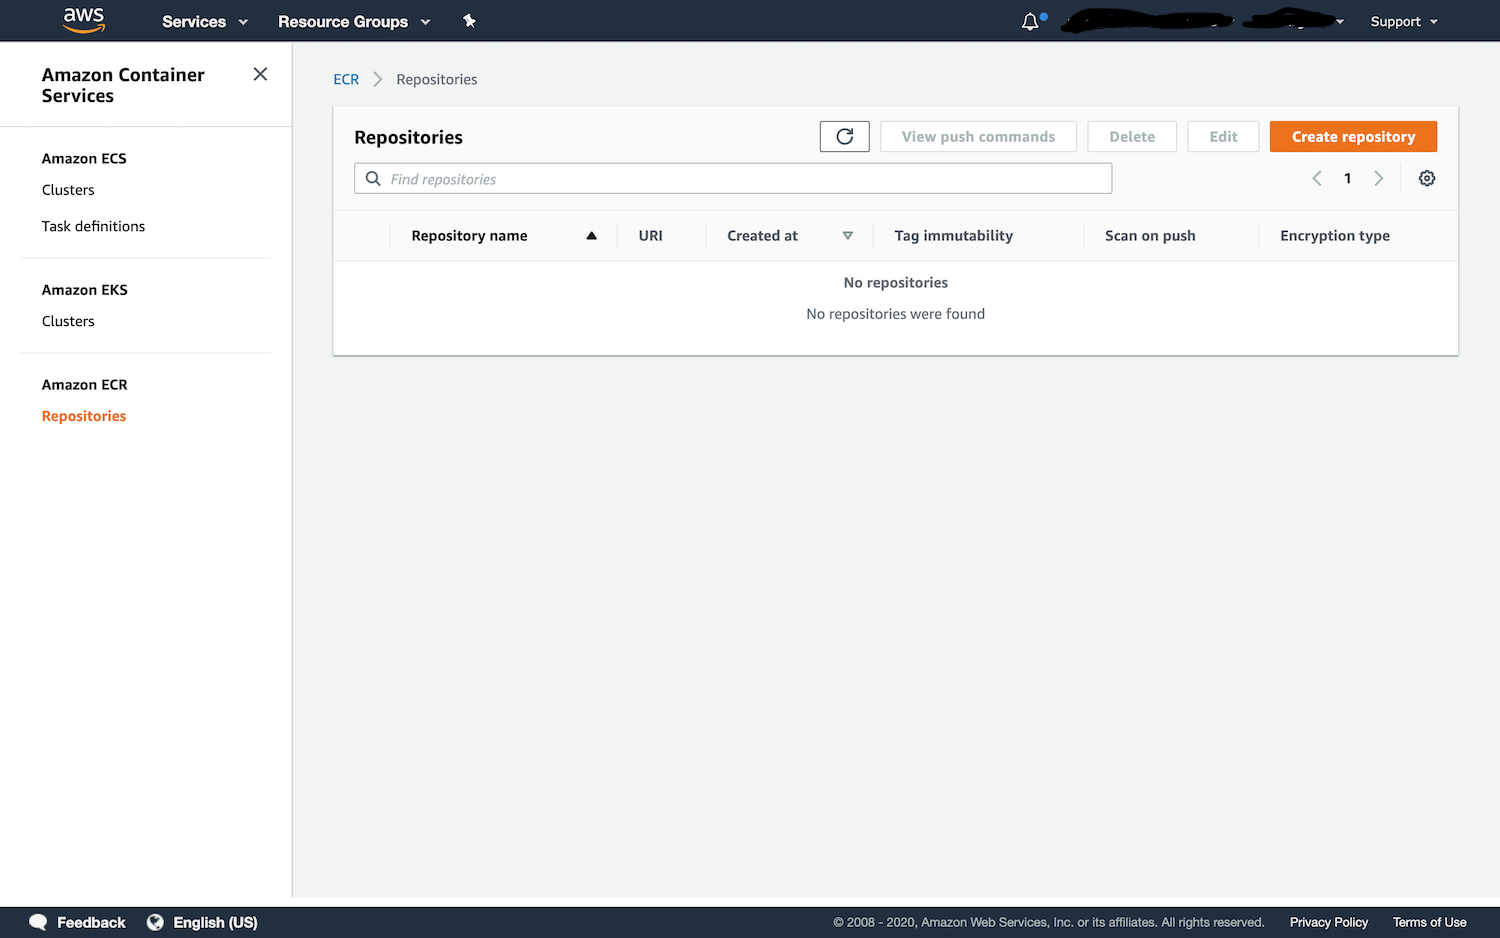 aws
Services
Resource Groups
Support
Amazon Container
Services
Amazon ECS
Clusters
Task definitions
Amazon EKS
Clusters
Amazon ECR
Repositories
ECR
Repositories
Repositories
View push commands
Delete
Edit
Create repository
Find repositories
1
Repository name
URI
Created at
Tag immutability
Scan on push
Encryption type
No repositories
No repositories were found
Feedback
English (US)
© 2008 - 2020, Amazon Web Services, Inc. or its affiliates. All rights reserved.
Privacy Policy
Terms of Use